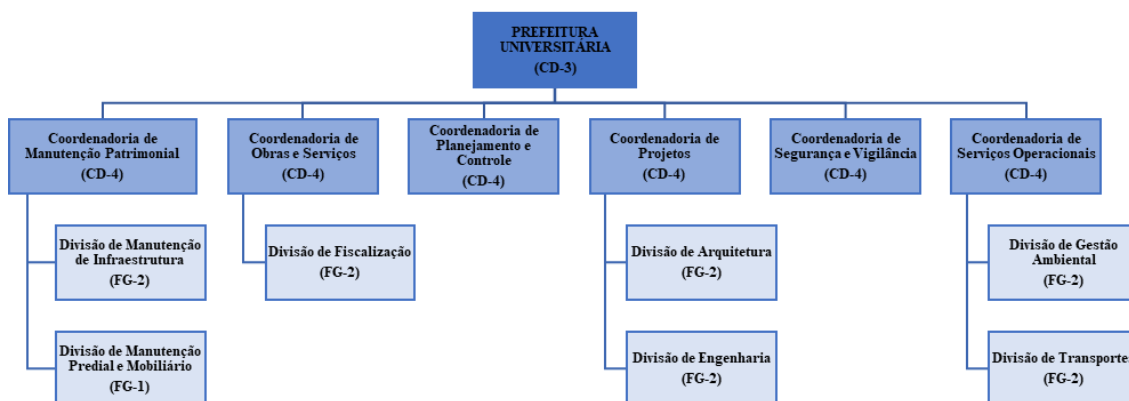 PREFEITURA
UNIVERSITÁRIA
(CD-3)
Coordenadoria de
Manutenção Patrimonial
(CD-4)
Coordenadoria de
Obras e Serviços
(CD-4)
Coordenadoria de
Planejamento e
Controle
(CD-4)
Coordenadoria de
Projetos
(CD-4)
Coordenadoria de
Segurança e Vigilância
(CD-4)
Coordenadoria de
Serviços Operacionais
(CD-4)
Divisão de Manutenção
de Infraestrutura
(FG-2)
Divisão de Fiscalização
(FG-2)
Divisão de Arquitetura
(FG-2)
Divisão de Gestão
Ambiental
(FG-2)
Divisão de Manutenção
Predial e Mobiliário
(FG-1)
Divisão de Engenharia
(FG-2)
Divisão de Transportes
(FG-2)